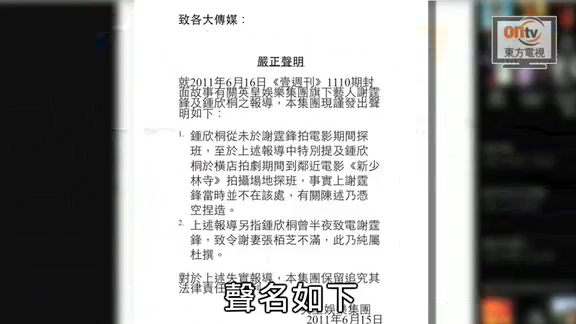 致各大傳媒：
ontv
東方電視
嚴正聲明
就2011年6月16日《壹週刊》1110期封
面故事有關英皇娛樂集團旗下藝人謝霆
鋒及鍾欣桐之報導，本集團現謹發出聲
明如下：
1. 鍾欣桐從未於謝霆鋒拍電影期間探
班，至於上述報導中特別提及鍾欣
桐於橫店拍劇期間到鄰近電影《新少
林寺》拍攝場地探班，事實上謝霆
鋒當時並不在該處，有關陳述乃憑
空捏造。
2. 上述報導另指鍾欣桐曾半夜致電謝霆
鋒，致令謝妻張栢芝不滿，此乃純屬
杜撰。
對於上述失實報導，本集團保留追究其
法律責任
聲名如下
娛樂集團
2011年6月15日